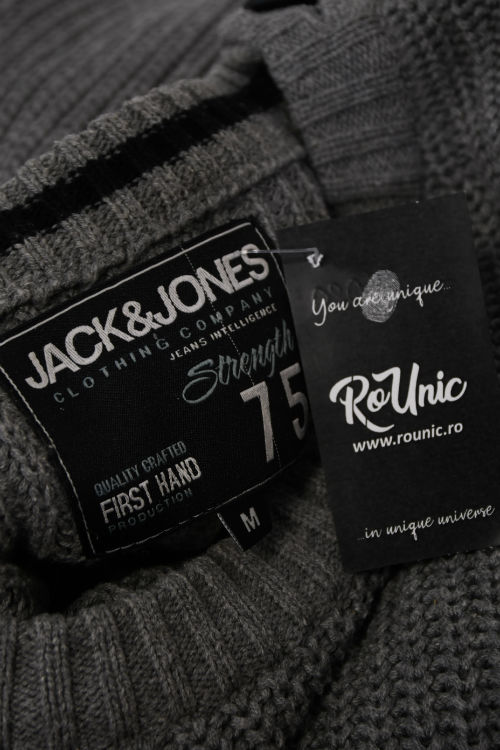 JACK&JONES
CLOTHING & COMPANY
JEANS INTELLIGENCE
Strength
75
QUALITY CRAFTED
FIRST HAND
PRODUCTION
M
You are unique...
RoUnic
www.rounic.ro
...in unique universe